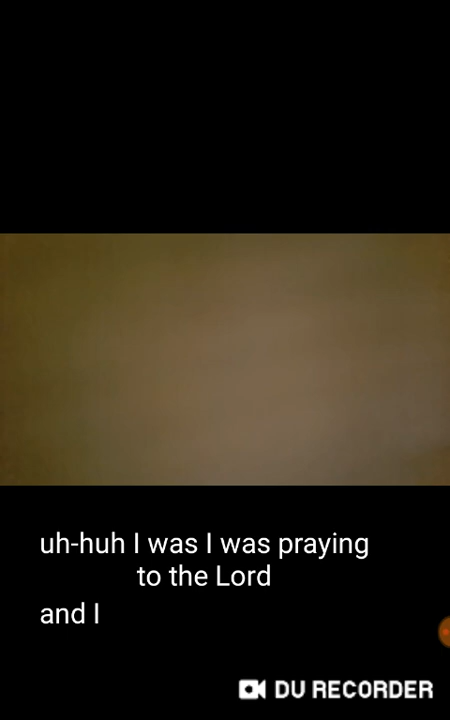 uh-huh I was I was praying
to the Lord
and I
DU RECORDER